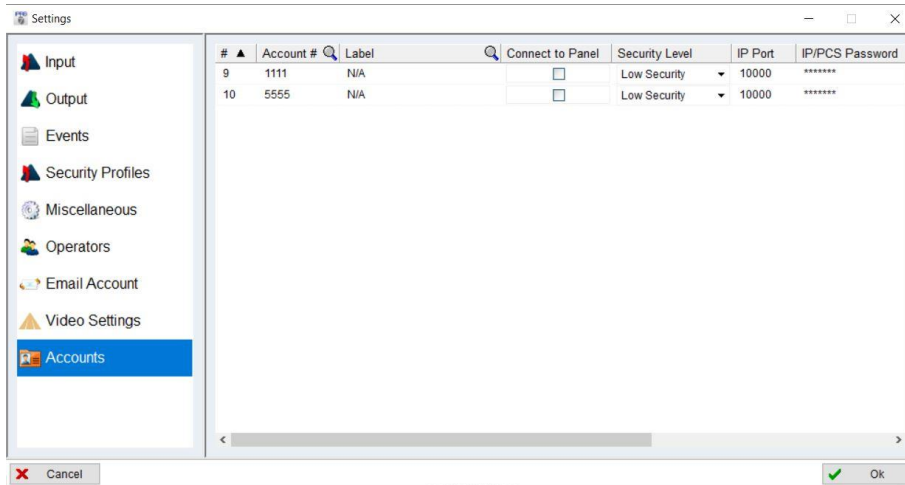 Settings
Input
Output
Events
Security Profiles
Miscellaneous
Operators
Email Account
Video Settings
Accounts
# Account # Label Connect to Panel Security Level IP Port IP/PCS Password
9 1111 N/A Low Security 10000 *******
10 5555 N/A Low Security 10000 *******
Cancel
Ok